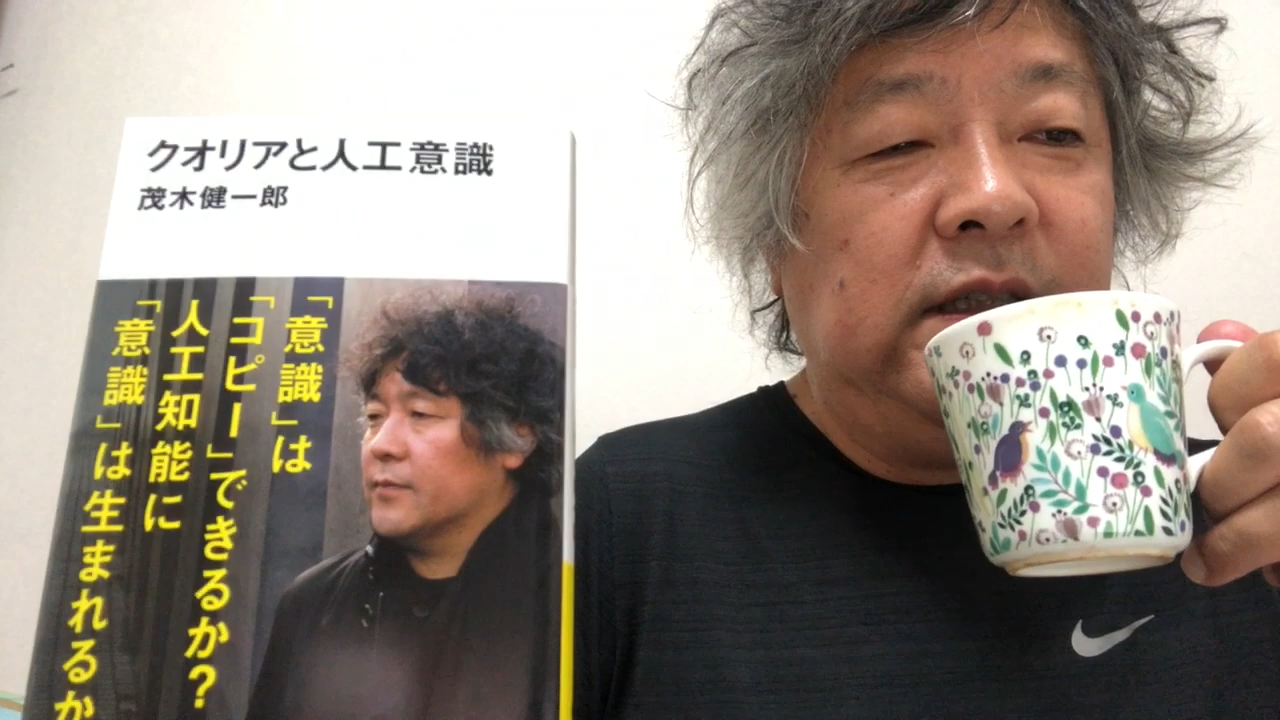 クオリアと人工意識
茂木健一郎
「意識」は
「コピー」できるか？
人工知能に
「意識」は生まれるか